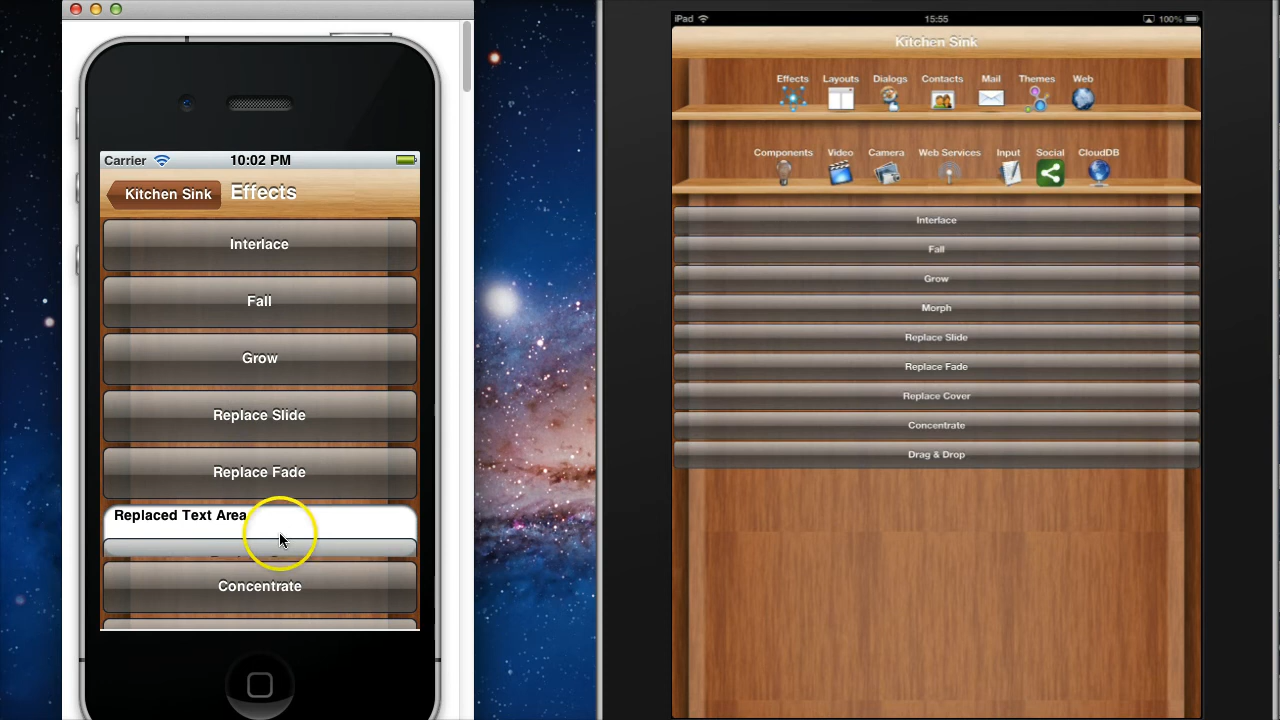 Carrier 10:02 PM
Kitchen Sink Effects
Interlace
Fall
Grow
Replace Slide
Replace Fade
Replaced Text Area
Concentrate
iPad 15:55 100%
Kitchen Sink
Effects Layouts Dialogs Contacts Mail Themes Web
Components Video Camera Web Services Input Social CloudDB
Interlace
Fall
Grow
Morph
Replace Slide
Replace Fade
Replace Cover
Concentrate
Drag & Drop